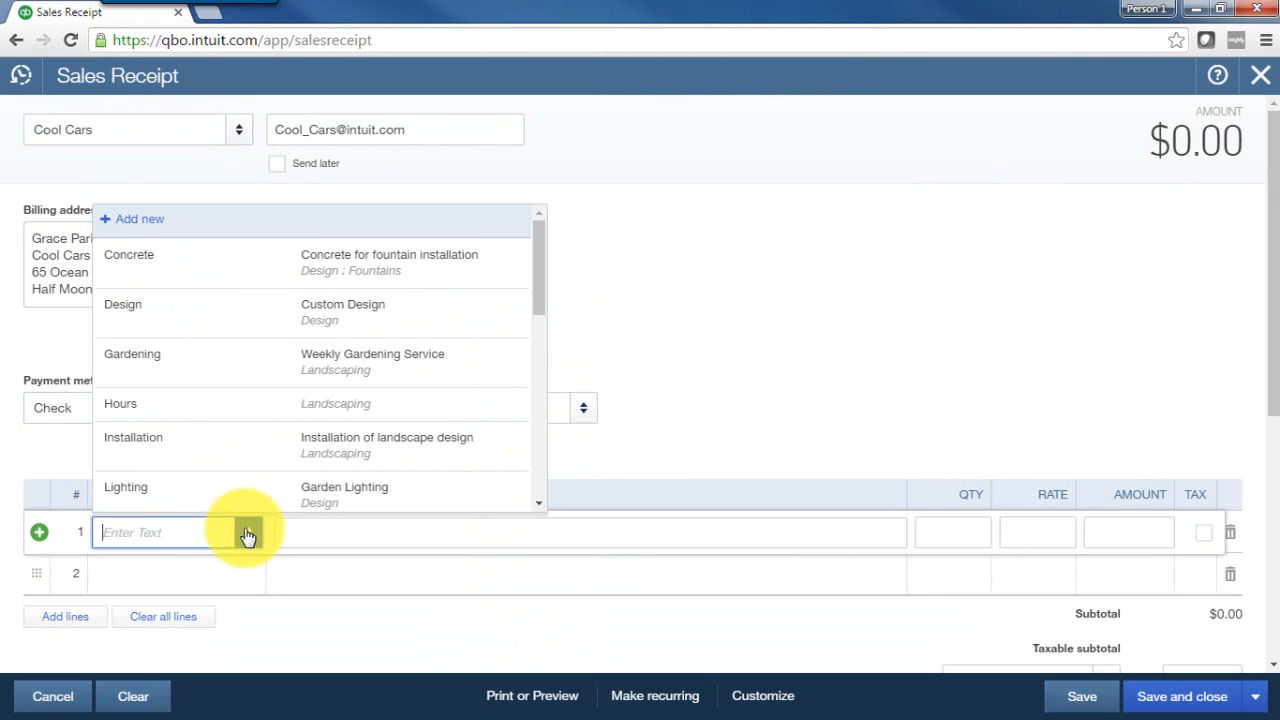 Sales Receipt
Person 1
https://qbo.intuit.com/app/salesreceipt
Sales Receipt
Cool Cars
Cool_Cars@intuit.com
AMOUNT
$0.00
Send later
Billing addre
Grace Pari
Cool Cars
65 Ocean
Half Moon
+ Add new
Concrete Concrete for fountain installation
Design : Fountains
Design Custom Design
Design
Gardening Weekly Gardening Service
Landscaping
Hours Landscaping
Installation Installation of landscape design
Landscaping
Lighting Garden Lighting
Design
Payment met
Check
# QTY RATE AMOUNT TAX
1 Enter Text
2
Add lines Clear all lines
Subtotal $0.00
Taxable subtotal
Cancel Clear Print or Preview Make recurring Customize Save Save and close